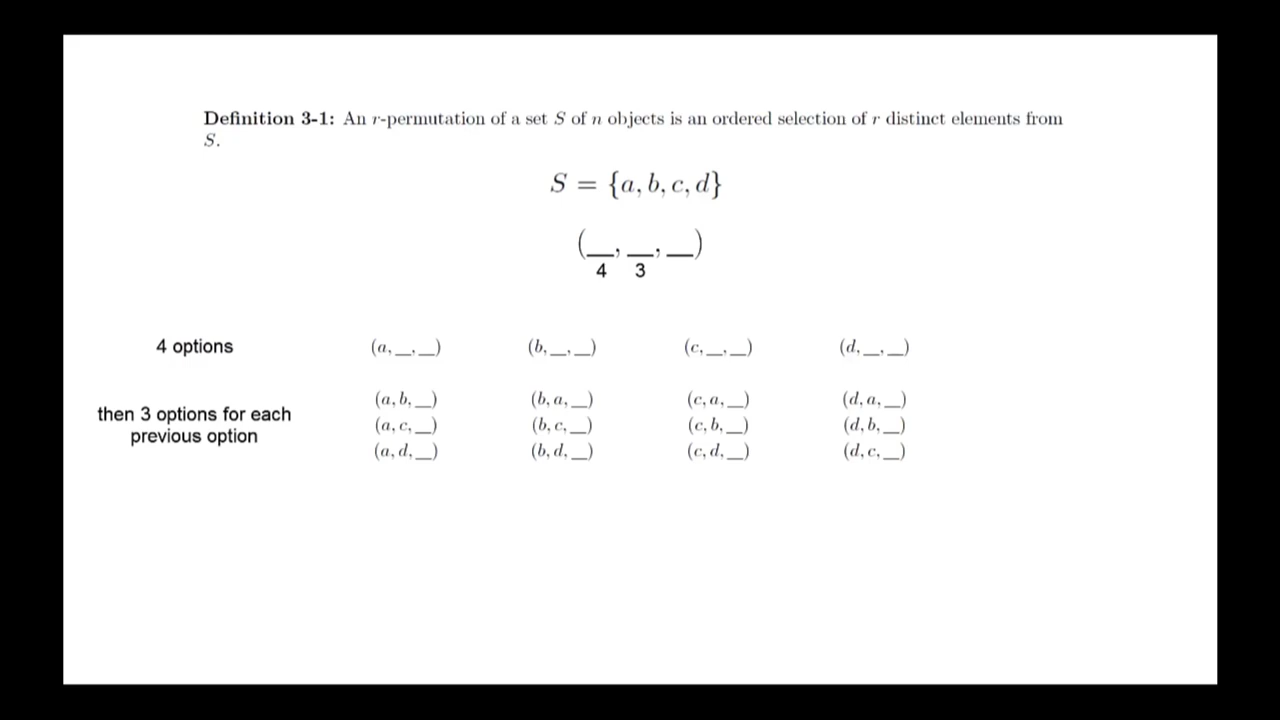 Definition 3-1: An r-permutation of a set S of n objects is an ordered selection of r distinct elements from
S.
S = {a, b, c, d}
(__, __, __)
4 3
4 options (a, __, __) (b, __, __) (c, __, __) (d, __, __)
then 3 options for each
previous option
(a, b, __) (b, a, __) (c, a, __) (d, a, __)
(a, c, __) (b, c, __) (c, b, __) (d, b, __)
(a, d, __) (b, d, __) (c, d, __) (d, c, __)